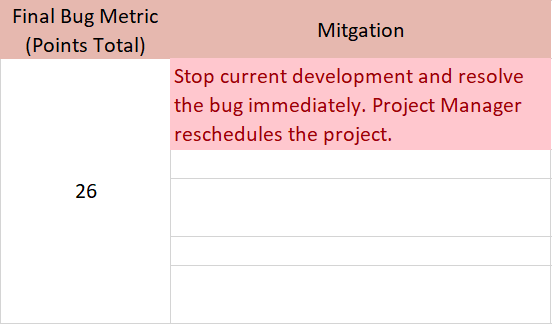 Final Bug Metric
(Points Total)
Mitgation
Stop current development and resolve
the bug immediately. Project Manager
reschedules the project.
26